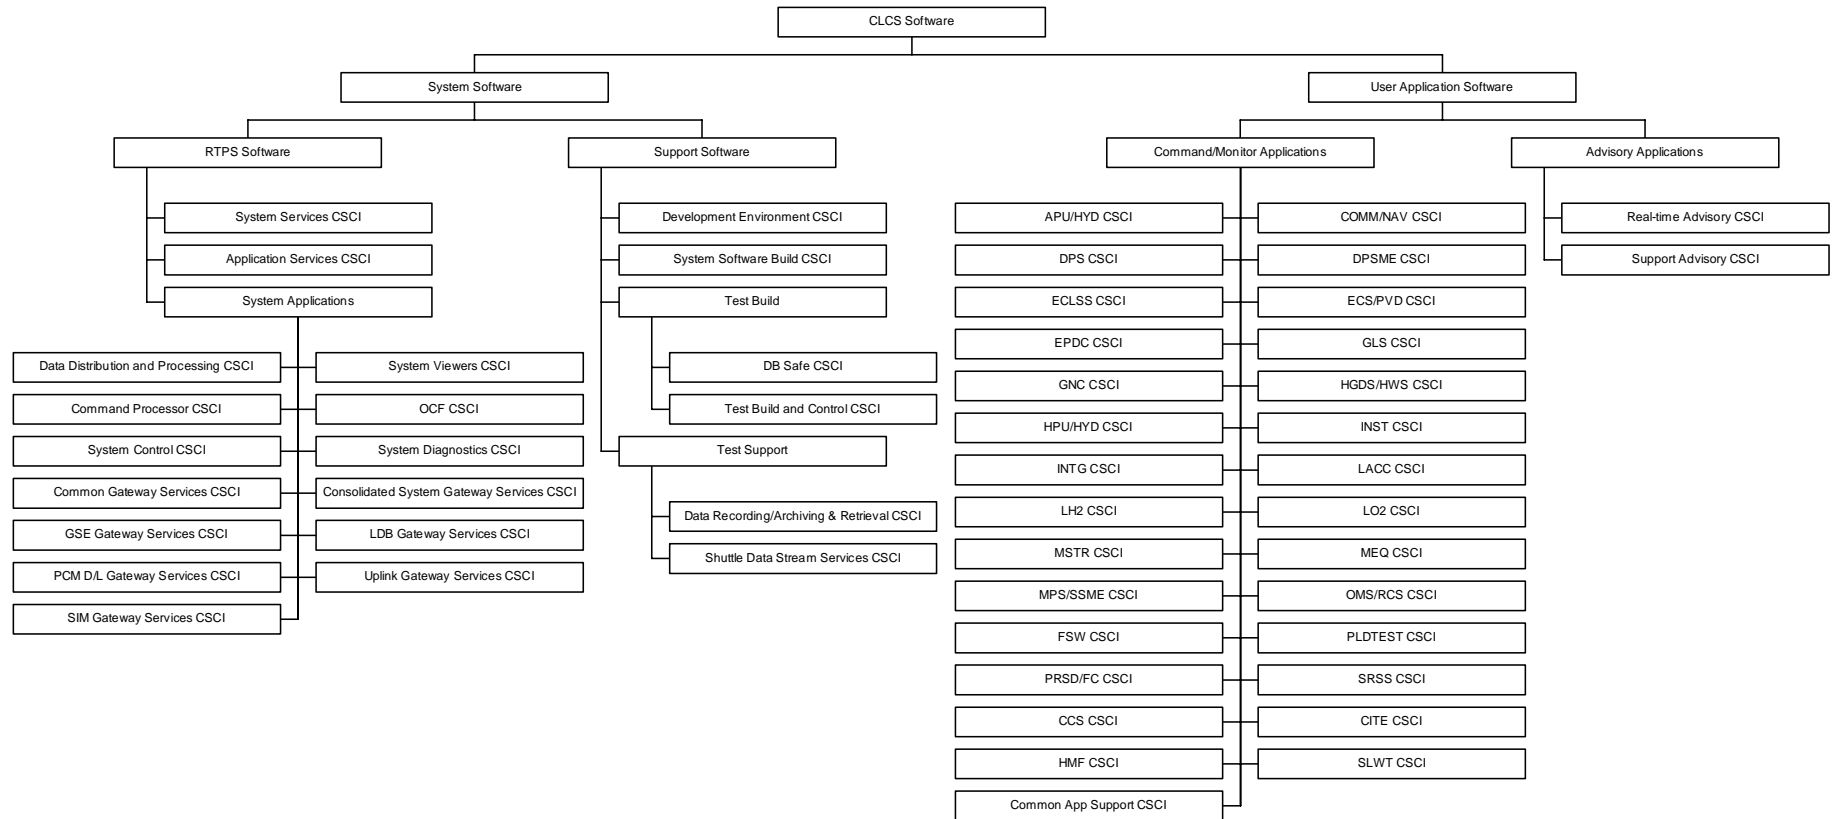 CLCS Software
System Software
User Application Software
RTPS Software
Support Software
Command/Monitor Applications
Advisory Applications
System Services CSCI
Application Services CSCI
System Applications
Data Distribution and Processing CSCI
System Viewers CSCI
Command Processor CSCI
OCF CSCI
System Control CSCI
System Diagnostics CSCI
Common Gateway Services CSCI
Consolidated System Gateway Services CSCI
GSE Gateway Services CSCI
LDB Gateway Services CSCI
PCM D/L Gateway Services CSCI
Uplink Gateway Services CSCI
SIM Gateway Services CSCI
Development Environment CSCI
System Software Build CSCI
Test Build
DB Safe CSCI
Test Build and Control CSCI
Test Support
Data Recording/Archiving & Retrieval CSCI
Shuttle Data Stream Services CSCI
APU/HYD CSCI
COMM/NAV CSCI
DPS CSCI
DPSME CSCI
ECLSS CSCI
ECS/PVD CSCI
EPDC CSCI
GLS CSCI
GNC CSCI
HGDS/HWS CSCI
HPU/HYD CSCI
INST CSCI
INTG CSCI
LACC CSCI
LH2 CSCI
LO2 CSCI
MSTR CSCI
MEQ CSCI
MPS/SSME CSCI
OMS/RCS CSCI
FSW CSCI
PLDTEST CSCI
PRSD/FC CSCI
SRSS CSCI
CCS CSCI
CITE CSCI
HMF CSCI
SLWT CSCI
Common App Support CSCI
Real-time Advisory CSCI
Support Advisory CSCI